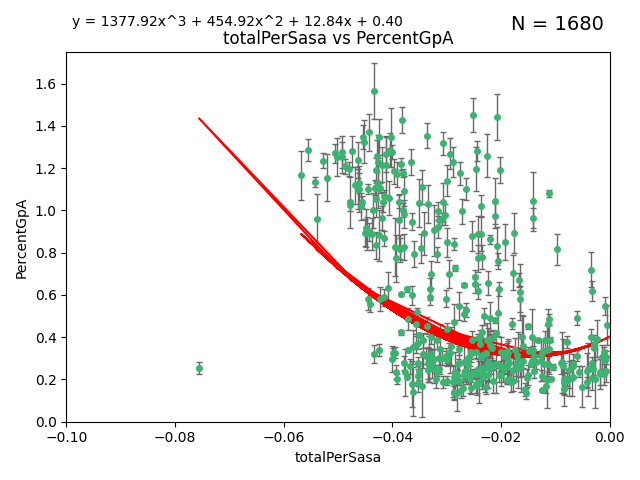 y = 1377.92x^3 + 454.92x^2 + 12.84x + 0.40
N = 1680
totalPerSasa vs PercentGpA
1.6
1.4
1.2
1.0
0.8
0.6
0.4
0.2
0.0
PercentGpA
−0.10 −0.08 −0.06 −0.04 −0.02 0.00
totalPerSasa